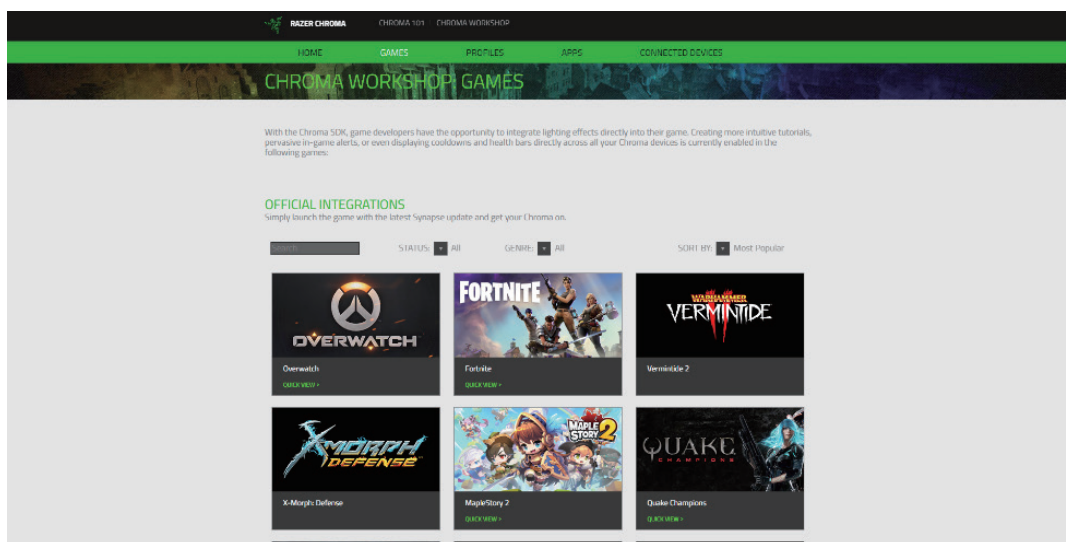 RAZER CHROMA CHROMA 101 CHROMA WORKSHOP
HOME GAMES PROFILES APPS CONNECTED DEVICES
CHROMA WORKSHOP: GAMES
With the Chroma SDK, game developers have the opportunity to integrate lighting effects directly into their game. Creating more intuitive tutorials,
pervasive in-game alerts, or even displaying cooldowns and health bars directly across all your Chroma devices is currently enabled in the
following games:
OFFICIAL INTEGRATIONS
Simply launch the game with the latest Synapse update and get your Chroma on.
Search STATUS: All GENRE: All SORT BY: Most Popular
OVERWATCH
FORTNITE
WARHAMMER
VERMINTIDE
Overwatch Fortnite Vermintide 2
QUICK VIEW > QUICK VIEW >
X-MORPH
DEFENSE
MAPLE
STORY 2
QUAKE
CHAMPIONS
X-Morph: Defense MapleStory 2 Quake Champions
QUICK VIEW > QUICK VIEW >